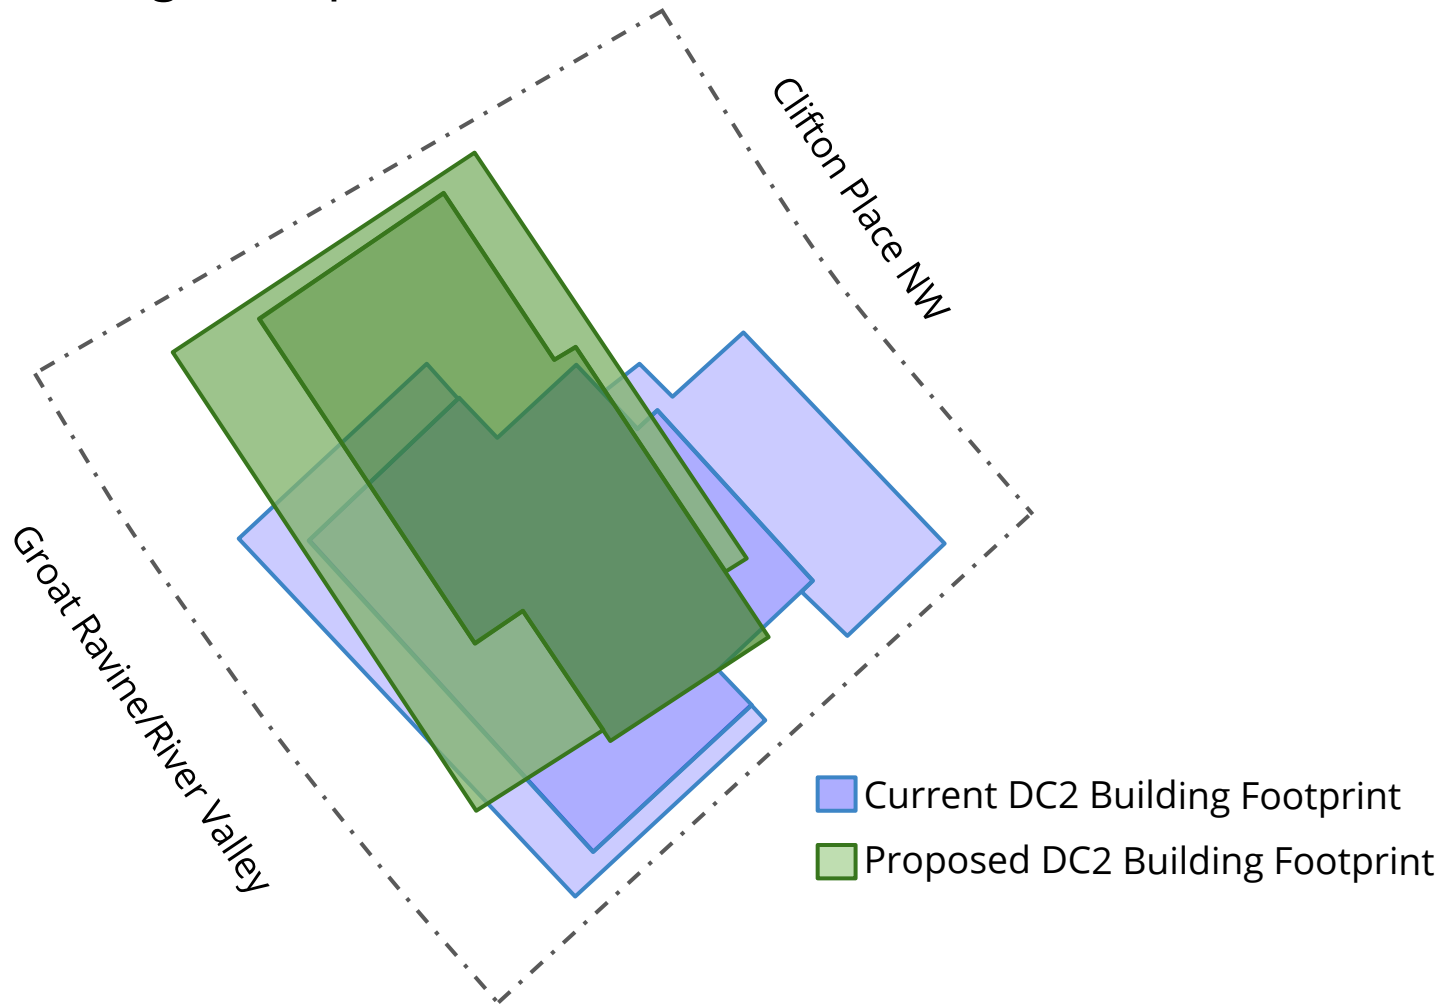 Clifton Place NW
Groat Ravine/River Valley
Current DC2 Building Footprint
Proposed DC2 Building Footprint